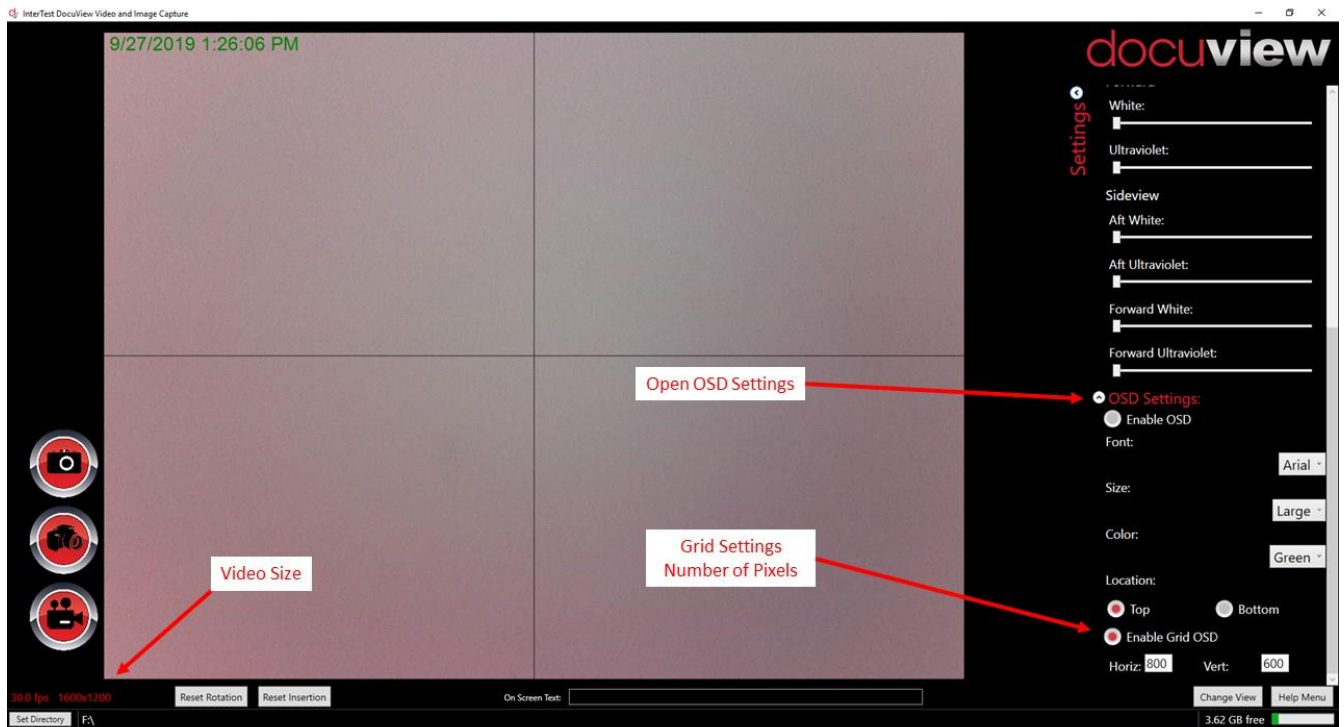 InterTest DocuView Video and Image Capture
9/27/2019 1:26:06 PM
docuview
Settings
White:
Ultraviolet:
Sideview
Aft White:
Aft Ultraviolet:
Forward White:
Forward Ultraviolet:
Open OSD Settings
OSD Settings:
Enable OSD
Font:
Arial
Size:
Large
Color:
Green
Grid Settings
Number of Pixels
Video Size
Location:
Top Bottom
Enable Grid OSD
Horiz: 800 Vert: 600
30.0 fps 1600x1200 Reset Rotation Reset Insertion On Screen Text: Change View Help Menu
Set Directory F:\ 3.62 GB free